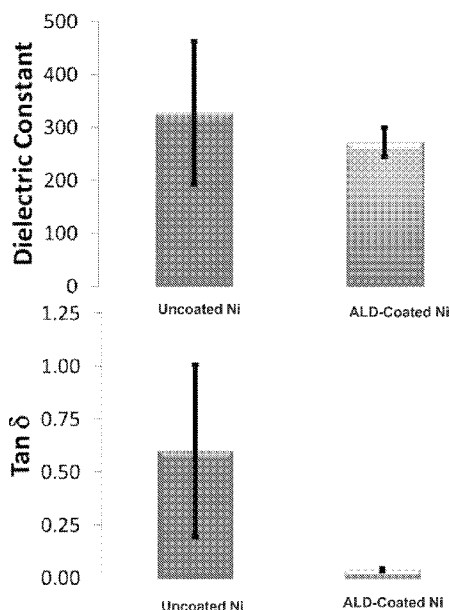 Dielectric Constant
500
400
300
200
100
0
Uncoated Ni
ALD-Coated Ni
Tan δ
1.25
1.00
0.75
0.50
0.25
0.00
Uncoated Ni
ALD-Coated Ni